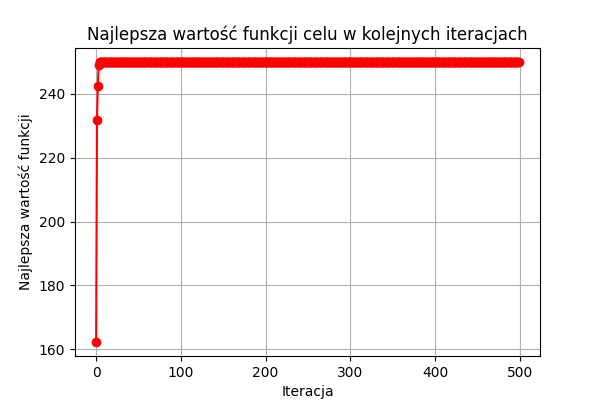 Najlepsza wartość funkcji celu w kolejnych iteracjach
Najlepsza wartość funkcji
240
220
200
180
160
0 100 200 300 400 500
Iteracja